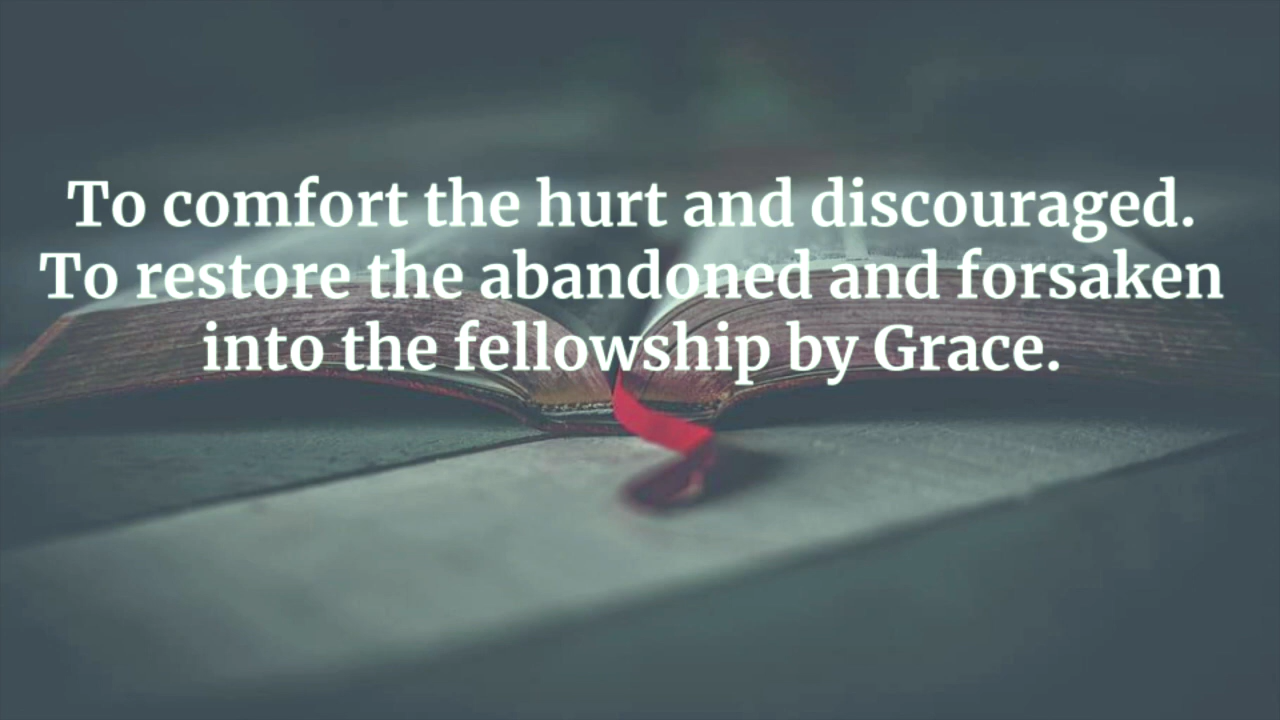 To comfort the hurt and discouraged.
To restore the abandoned and forsaken
into the fellowship by Grace.